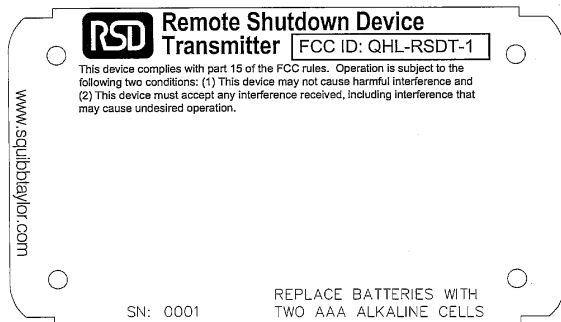 RSD Remote Shutdown Device
Transmitter FCC ID: QHL-RSDT-1
This device complies with part 15 of the FCC rules. Operation is subject to the
following two conditions: (1) This device may not cause harmful interference and
(2) This device must accept any interference received, including interference that
may cause undesired operation.
www.squibbtaylor.com
REPLACE BATTERIES WITH
SN: 0001 TWO AAA ALKALINE CELLS